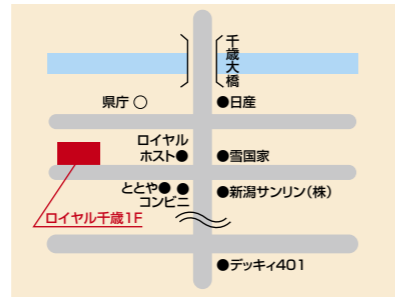 千歳大橋
県庁○
●日産
ロイヤル
ホスト●
●雪国家
ととや● ●
コンビニ
●新潟サンリン(株)
ロイヤル千歳1F
●デッキィ401